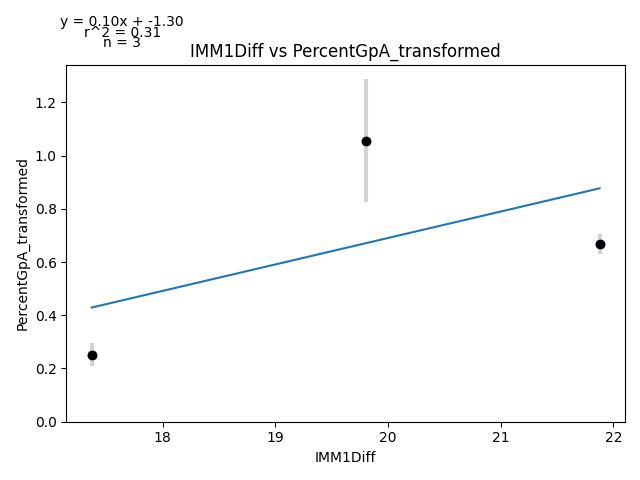 y = 0.10x + -1.30
r^2 = 0.31
n = 3
IMM1Diff vs PercentGpA_transformed
PercentGpA_transformed
1.2
1.0
0.8
0.6
0.4
0.2
0.0
18
19
20
21
22
IMM1Diff